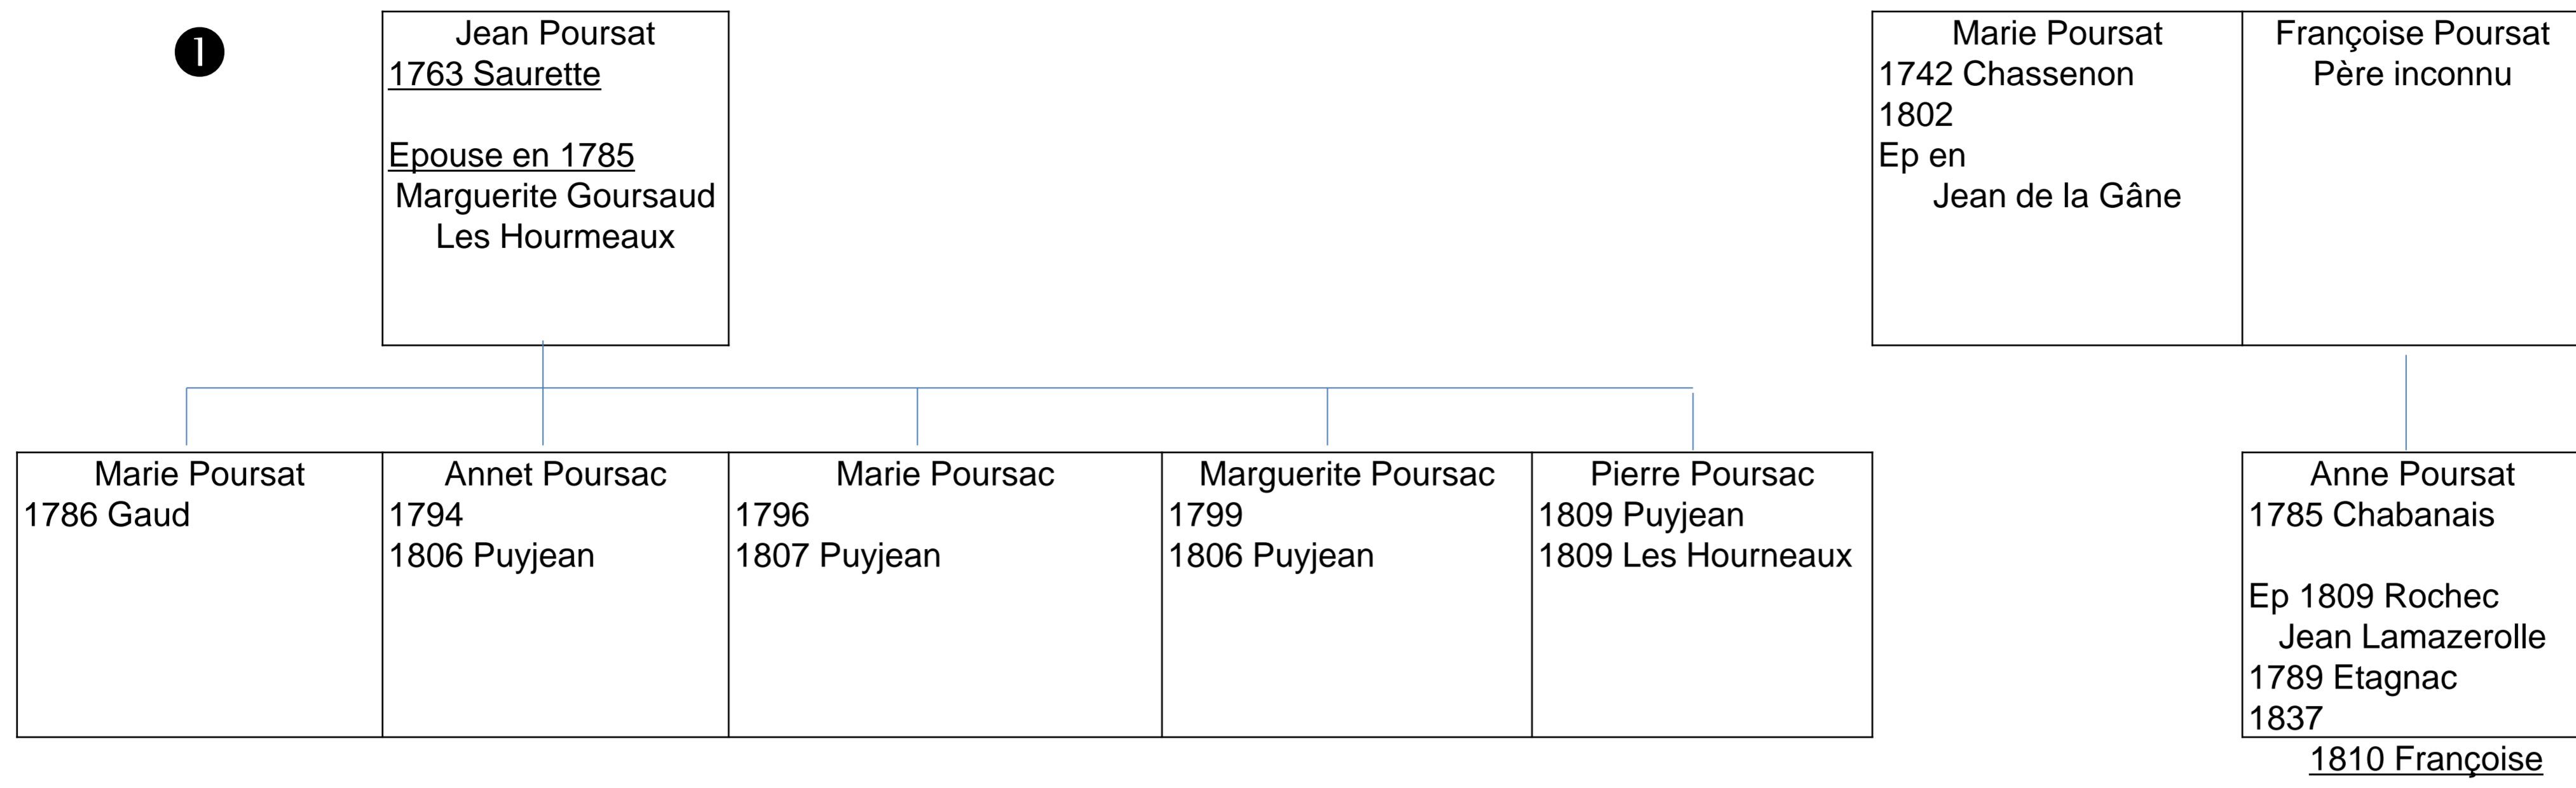 1
Jean Poursat
1763 Saurette
Epouse en 1785
Marguerite Goursaud
Les Hourmeaux
Marie Poursat
1742 Chassenon
1802
Ep en
Jean de la Gâne
Françoise Poursat
Père inconnu
Marie Poursat
1786 Gaud
Annet Poursac
1794
1806 Puyjean
Marie Poursac
1796
1807 Puyjean
Marguerite Poursac
1799
1806 Puyjean
Pierre Poursac
1809 Puyjean
1809 Les Hourneaux
Anne Poursat
1785 Chabanais
Ep 1809 Rochec
Jean Lamazerolle
1789 Etagnac
1837
1810 Françoise